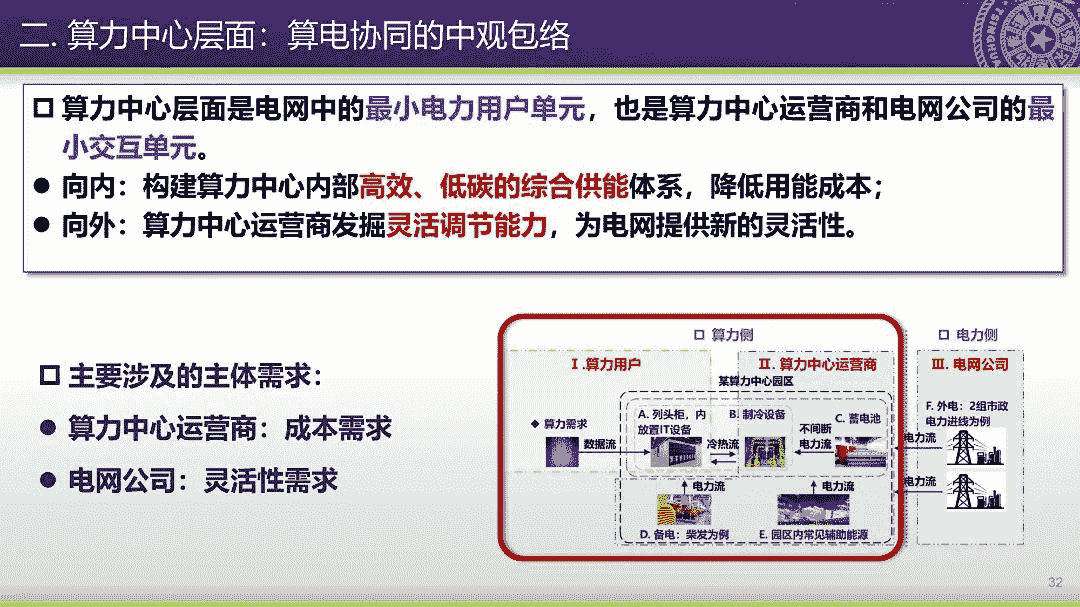 二. 算力中心层面：算电协同的中观包络
TSINGHUA
算力中心层面是电网中的最小电力用户单元，也是算力中心运营商和电网公司的最
小交互单元。
向内：构建算力中心内部高效、低碳的综合供能体系，降低用能成本；
向外：算力中心运营商发掘灵活调节能力，为电网提供新的灵活性。
主要涉及的主体需求：
算力中心运营商：成本需求
电网公司：灵活性需求
算力侧
电力侧
I .算力用户
II. 算力中心运营商
III. 电网公司
某算力中心园区
算力需求
数据流
A. 列头柜，内
放置IT设备
冷热流
B. 制冷设备
不间断
电力流
C. 蓄电池
电力流
F. 外电：2组市政
电力进线为例
电力流
电力流
电力流
D. 备电：柴发为例
E. 园区内常见辅助能源
32